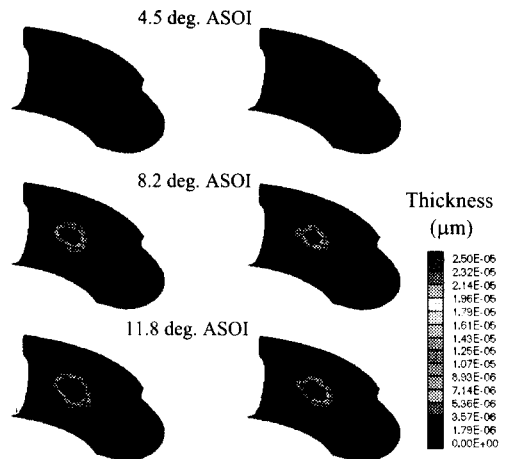 4.5 deg. ASOI
8.2 deg. ASOI
Thickness
(μm)
2.50E-05
2.32E-05
2.14E-05
1.96E-05
1.79E-05
1.61E-05
1.43E-05
1.25E-05
1.07E-05
8.93E-06
7.14E-06
5.36E-06
3.57E-06
1.79E-06
0.00E+00
11.8 deg. ASOI